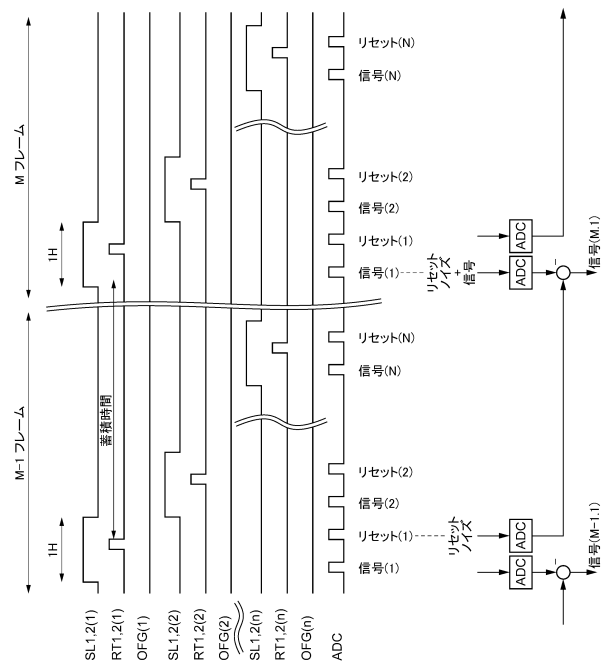 M-1 フレーム
M フレーム
1H
蓄積時間
1H
SL1,2(1)
RT1,2(1)
OFG(1)
SL1,2(2)
RT1,2(2)
OFG(2)
SL1,2(n)
RT1,2(n)
OFG(n)
ADC
信号(1)
リセット(1)
信号(2)
リセット(2)
信号(N)
リセット(N)
信号(1)
リセット(1)
信号(2)
リセット(2)
信号(N)
リセット(N)
リセット
ノイズ
リセット
ノイズ
+
信号
ADC
ADC
ADC
ADC
-
-
信号(M-1,1)
信号(M,1)